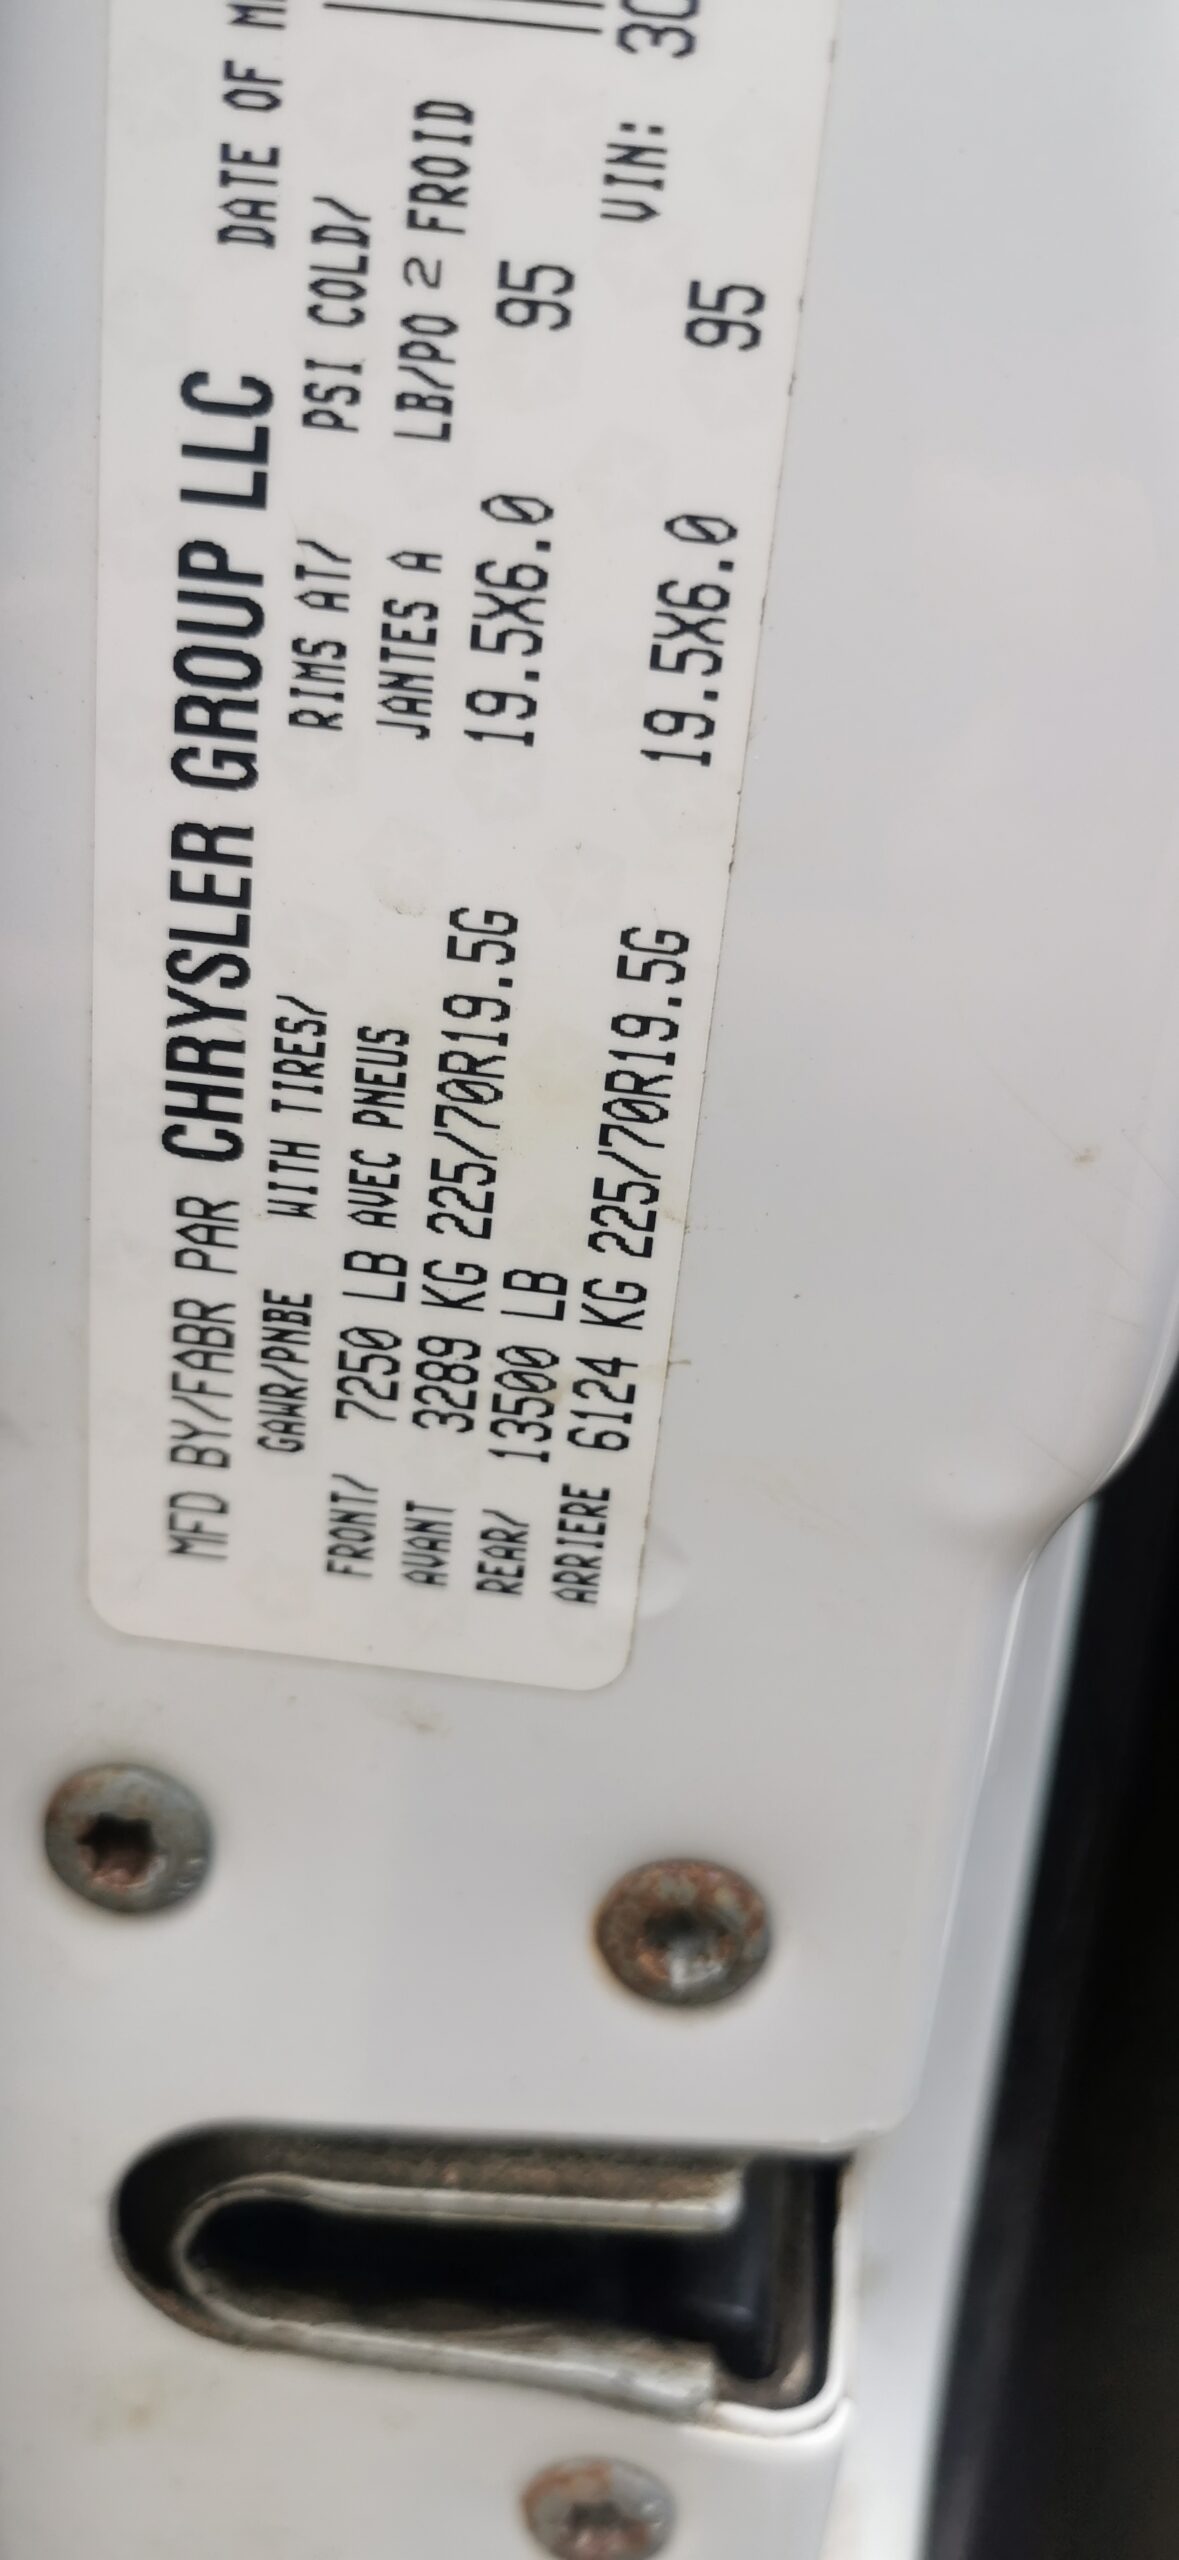 MFD BY/FABR PAR CHRYSLER GROUP LLC DATE OF
GAWR/PNBE WITH TIRES/ RIMS AT/ PSI COLD/
FRONT/ 7250 LB AVEC PNEUS JANTES A LB/PO 2 FROID
AVANT 3289 KG 225/70R19.5G 19.5X6.0 95
REAR/ 13500 LB VIN: 3C
ARRIERE 6124 KG 225/70R19.5G 19.5X6.0 95